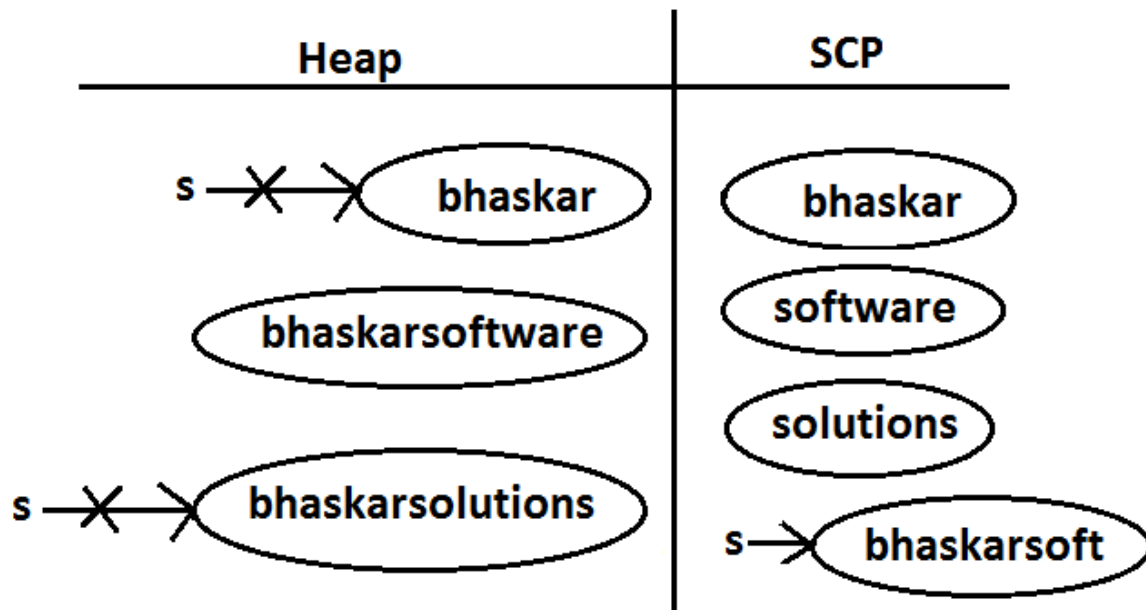 Heap SCP
s bhaskar bhaskar
bhaskarsoftware software
solutions
s bhaskarsolutions
s bhaskarsoft